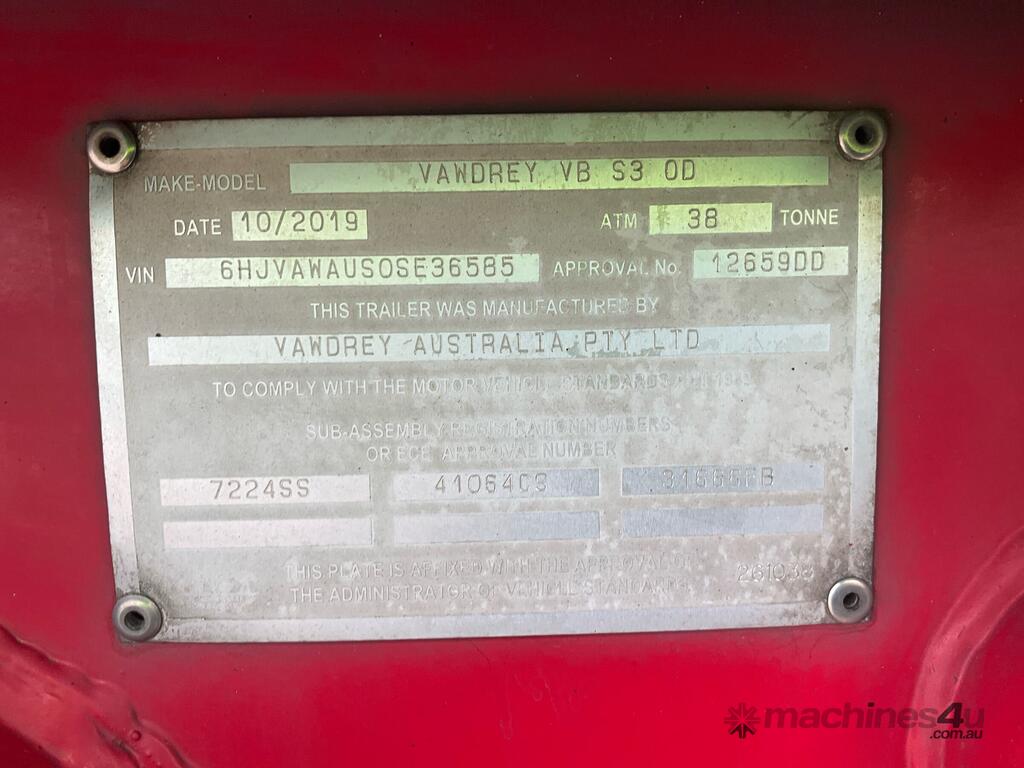 MAKE-MODEL VAWDREY VB S3 OD
DATE 10/2019 ATM 38 TONNE
VIN 6HJVAWAUSOSE36585 APPROVAL No. 12659DD
THIS TRAILER WAS MANUFACTURED BY
VAWDREY AUSTRALIA PTY LTD
TO COMPLY WITH THE MOTOR VEHICLE STANDARDS
SUB-ASSEMBLY REGISTRATION NUMBERS
OR ECE APPROVAL NUMBER
7224SS
THIS PLATE IS AFFIXED WITH THE APPROVAL OF
THE ADMINISTRATOR OF VEHICLE STANDARDS
machines4u
.com.au